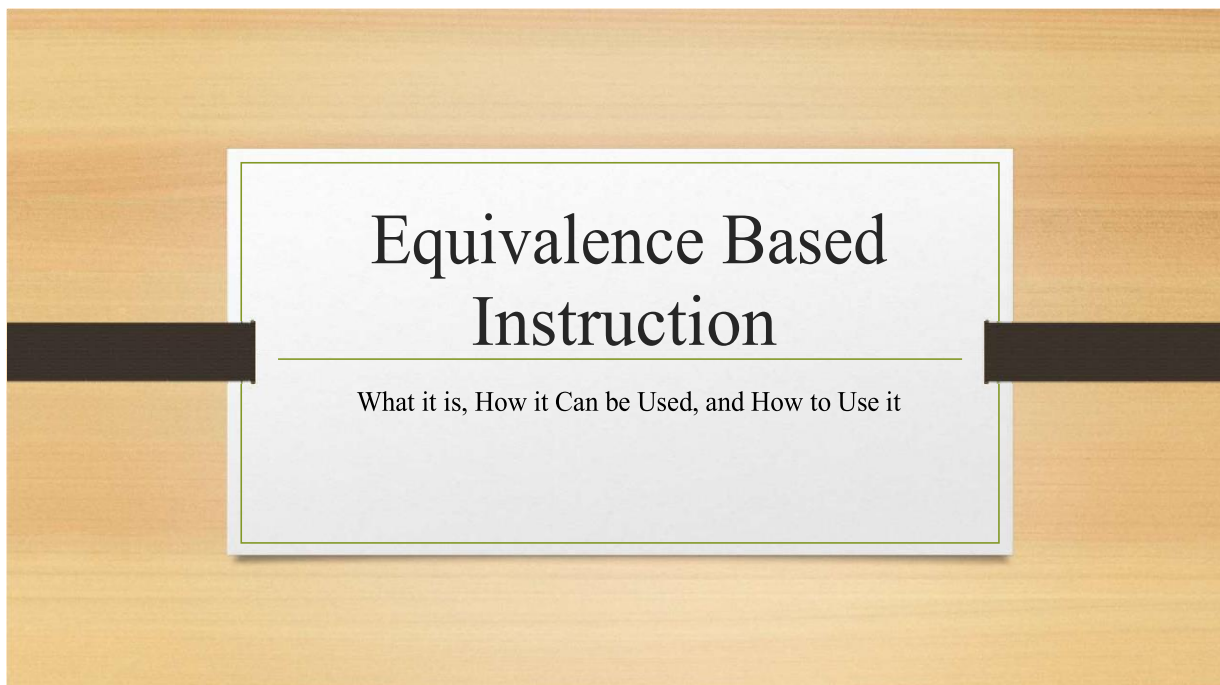 Equivalence Based
Instruction
What it is, How it Can be Used, and How to Use it